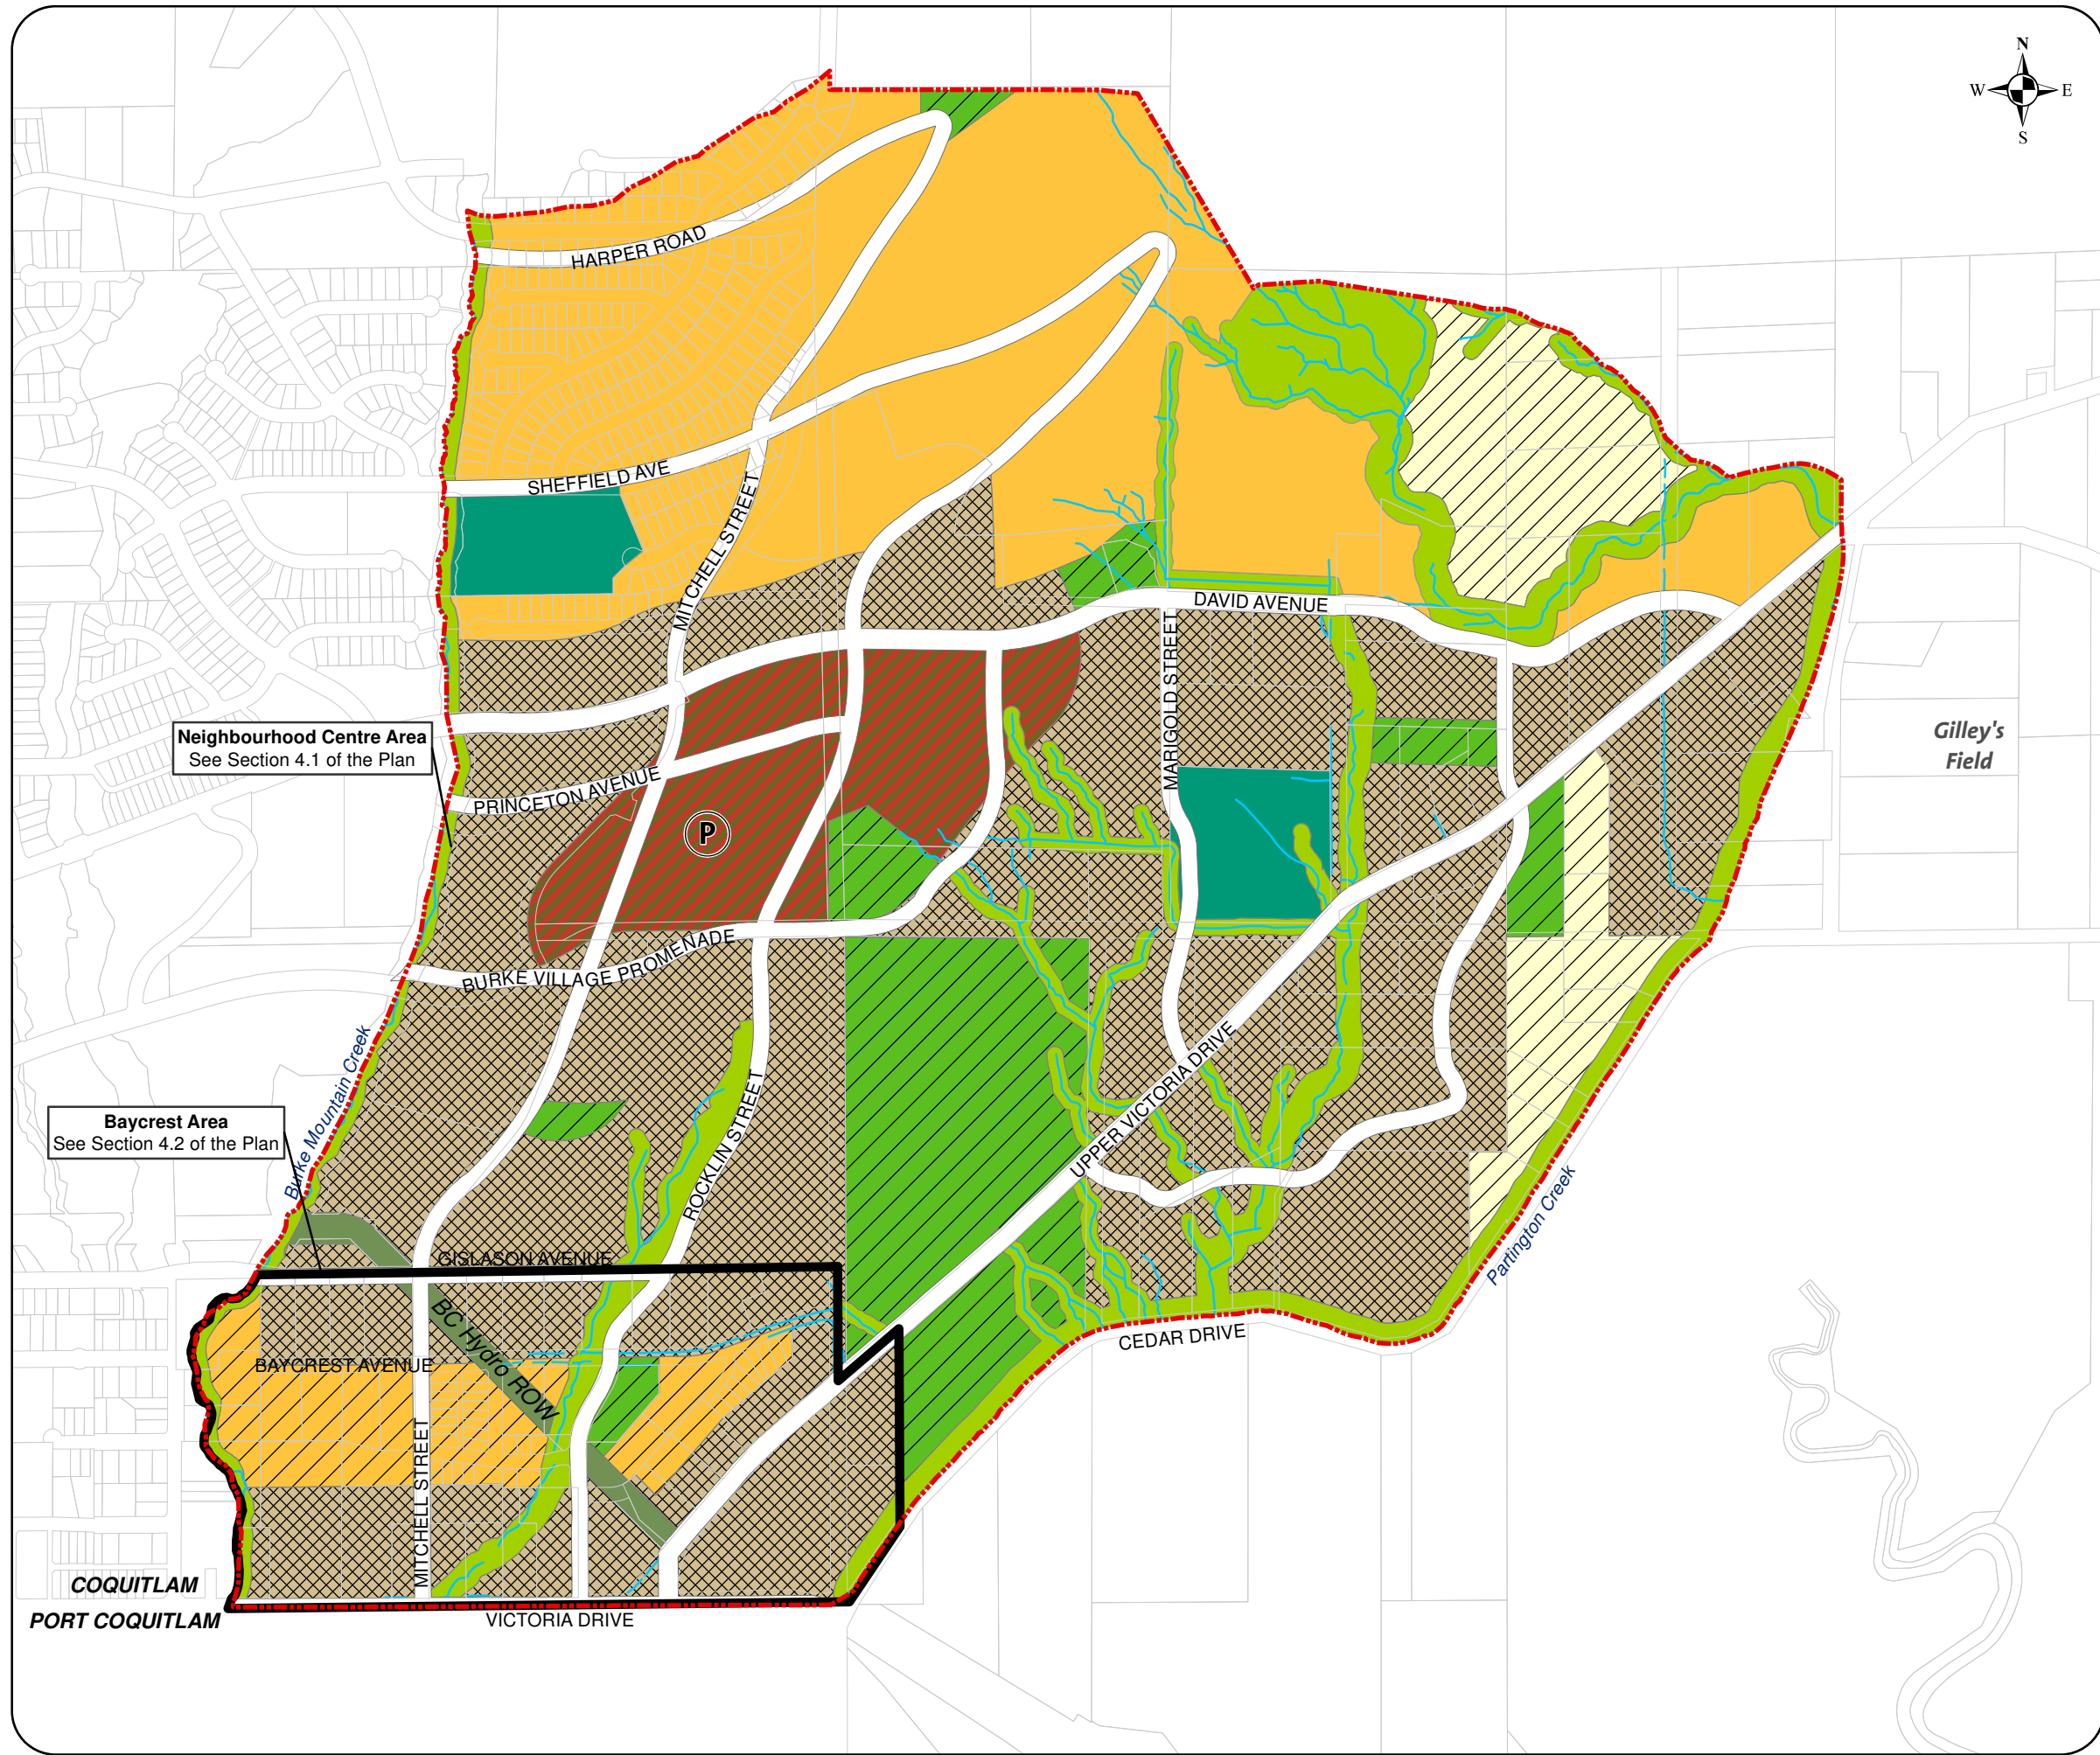 N
W E
S
HARPER ROAD
SHEFFIELD AVE
MITCHELL STREET
DAVID AVENUE
MARIGOLD STREET
Gilley's
Field
Neighbourhood Centre Area
See Section 4.1 of the Plan
PRINCETON AVENUE
P
BURKE VILLAGE PROMENADE
Burke Mountain Creek
Baycrest Area
See Section 4.2 of the Plan
ROCKLIN STREET
UPPER VICTORIA DRIVE
Partington Creek
GISLASON AVENUE
BC Hydro ROW
CEDAR DRIVE
BAYCREST AVENUE
MITCHELL STREET
COQUITLAM
PORT COQUITLAM
VICTORIA DRIVE